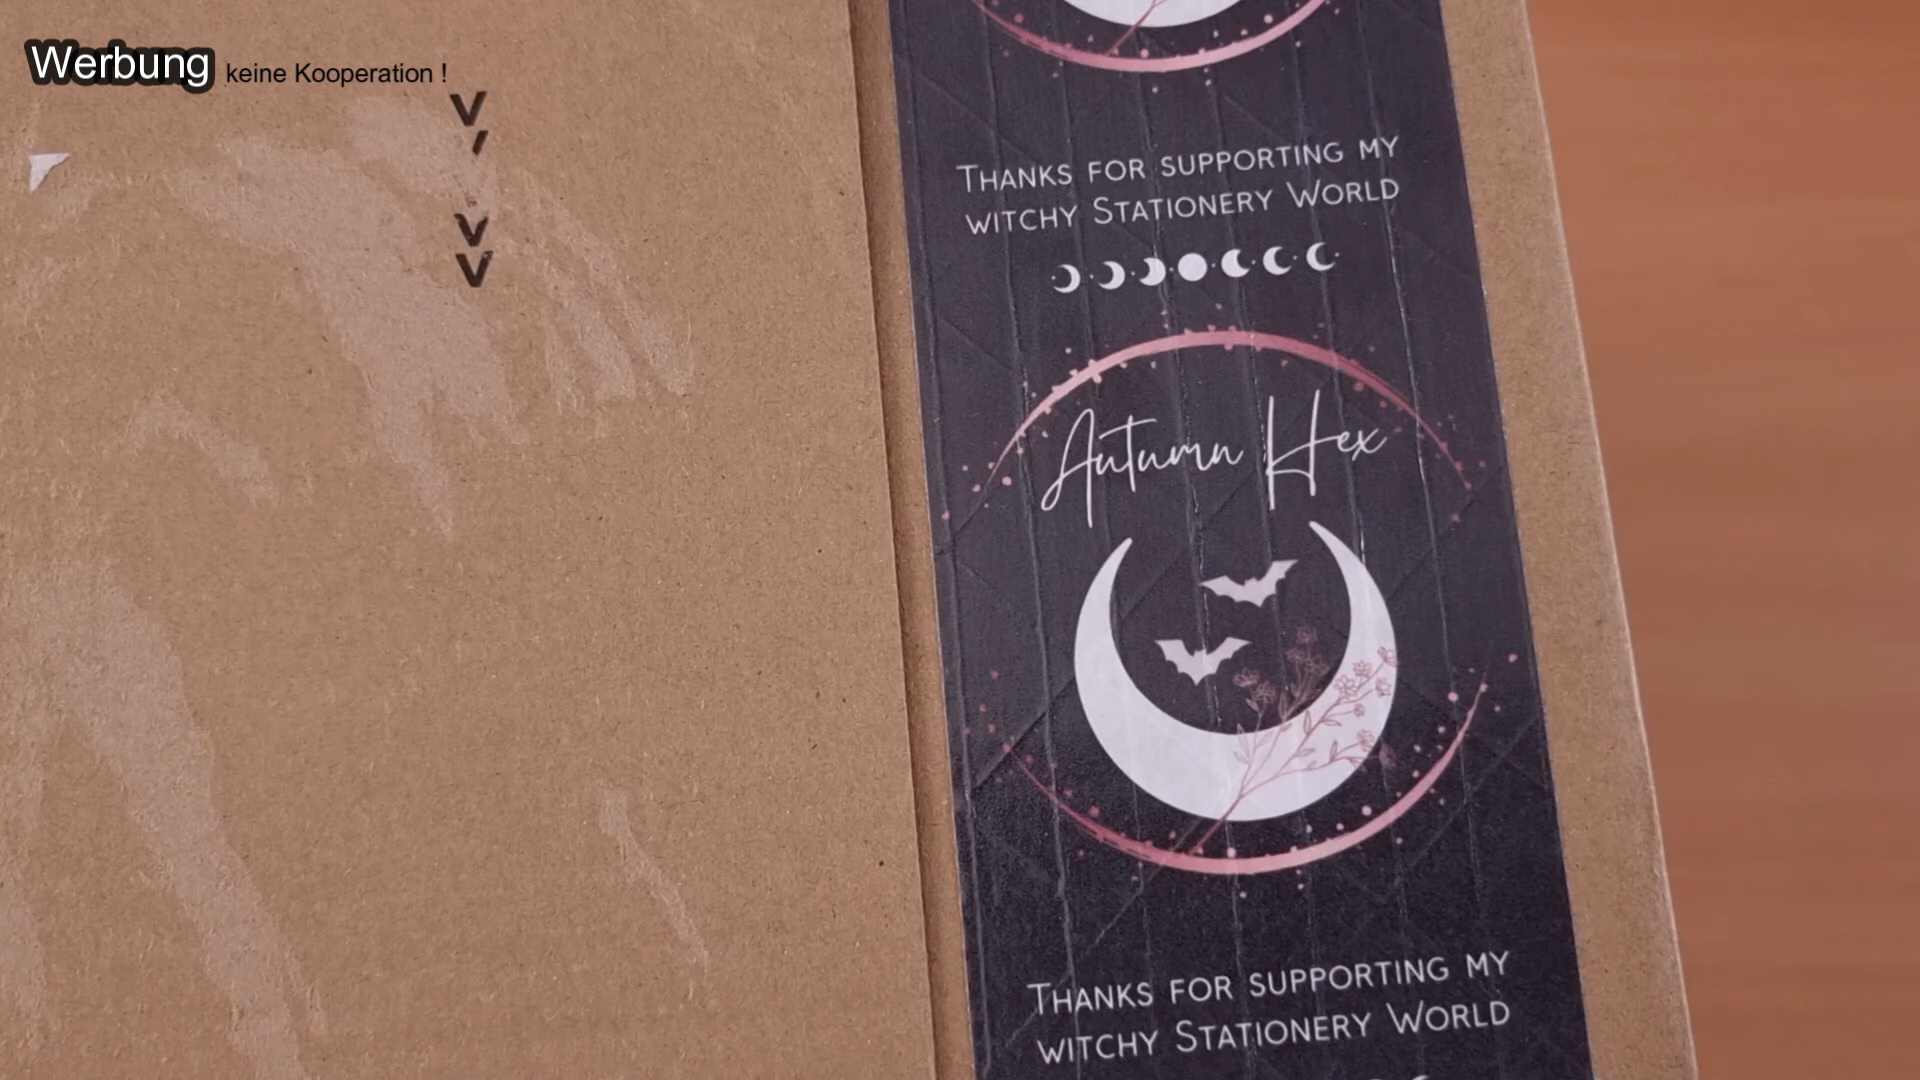 Werbung keine Kooperation !
V
V
V
Thanks for supporting my
witchy Stationery World
Autumn Hex
Thanks for supporting my
witchy Stationery World